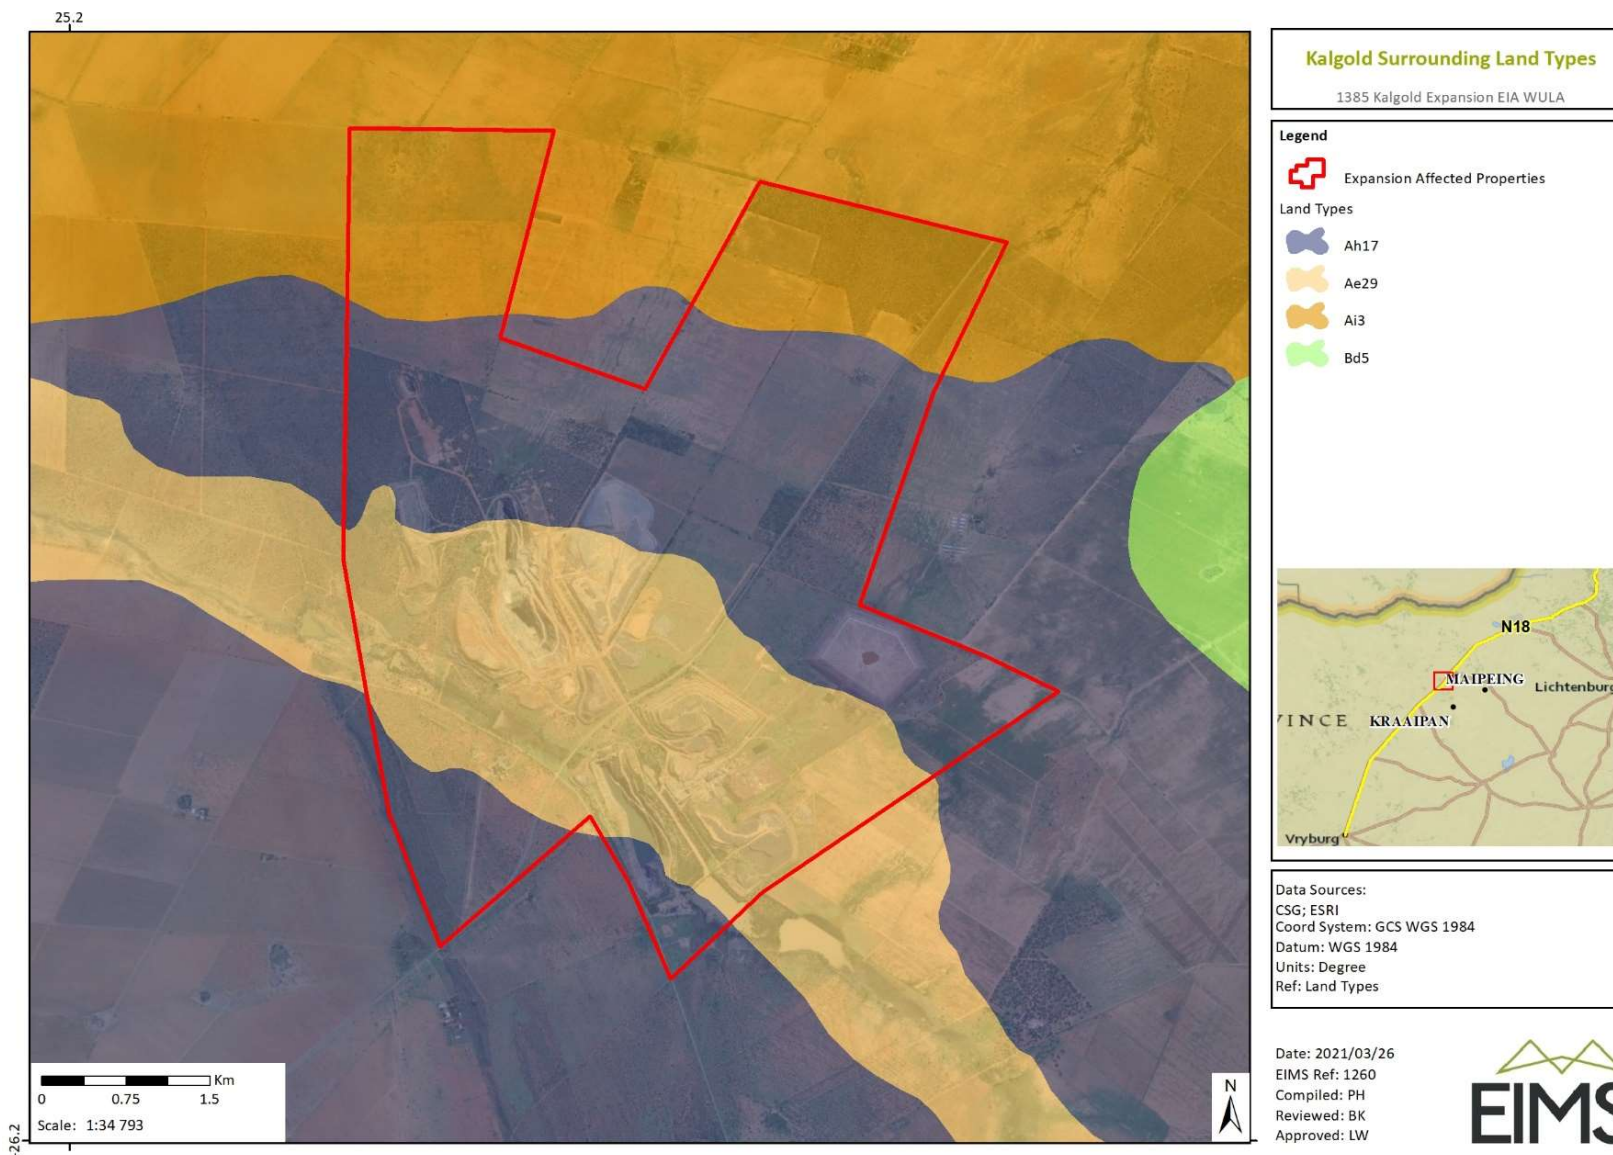 25.2
Kalgold Surrounding Land Types
1385 Kalgold Expansion EIA WULA
Legend
Expansion Affected Properties
Land Types
Ah17
Ae29
Ai3
Bd5
N18
MAIPEING
Lichtenburg
VINCE
KRAAIPAN
Vryburg
Data Sources:
CSG; ESRI
Coord System: GCS WGS 1984
Datum: WGS 1984
Units: Degree
Ref: Land Types
Km
0 0.75 1.5
Scale: 1:34 793
N
-26.2
Date: 2021/03/26
EIMS Ref: 1260
Compiled: PH
Reviewed: BK
Approved: LW
EIMS